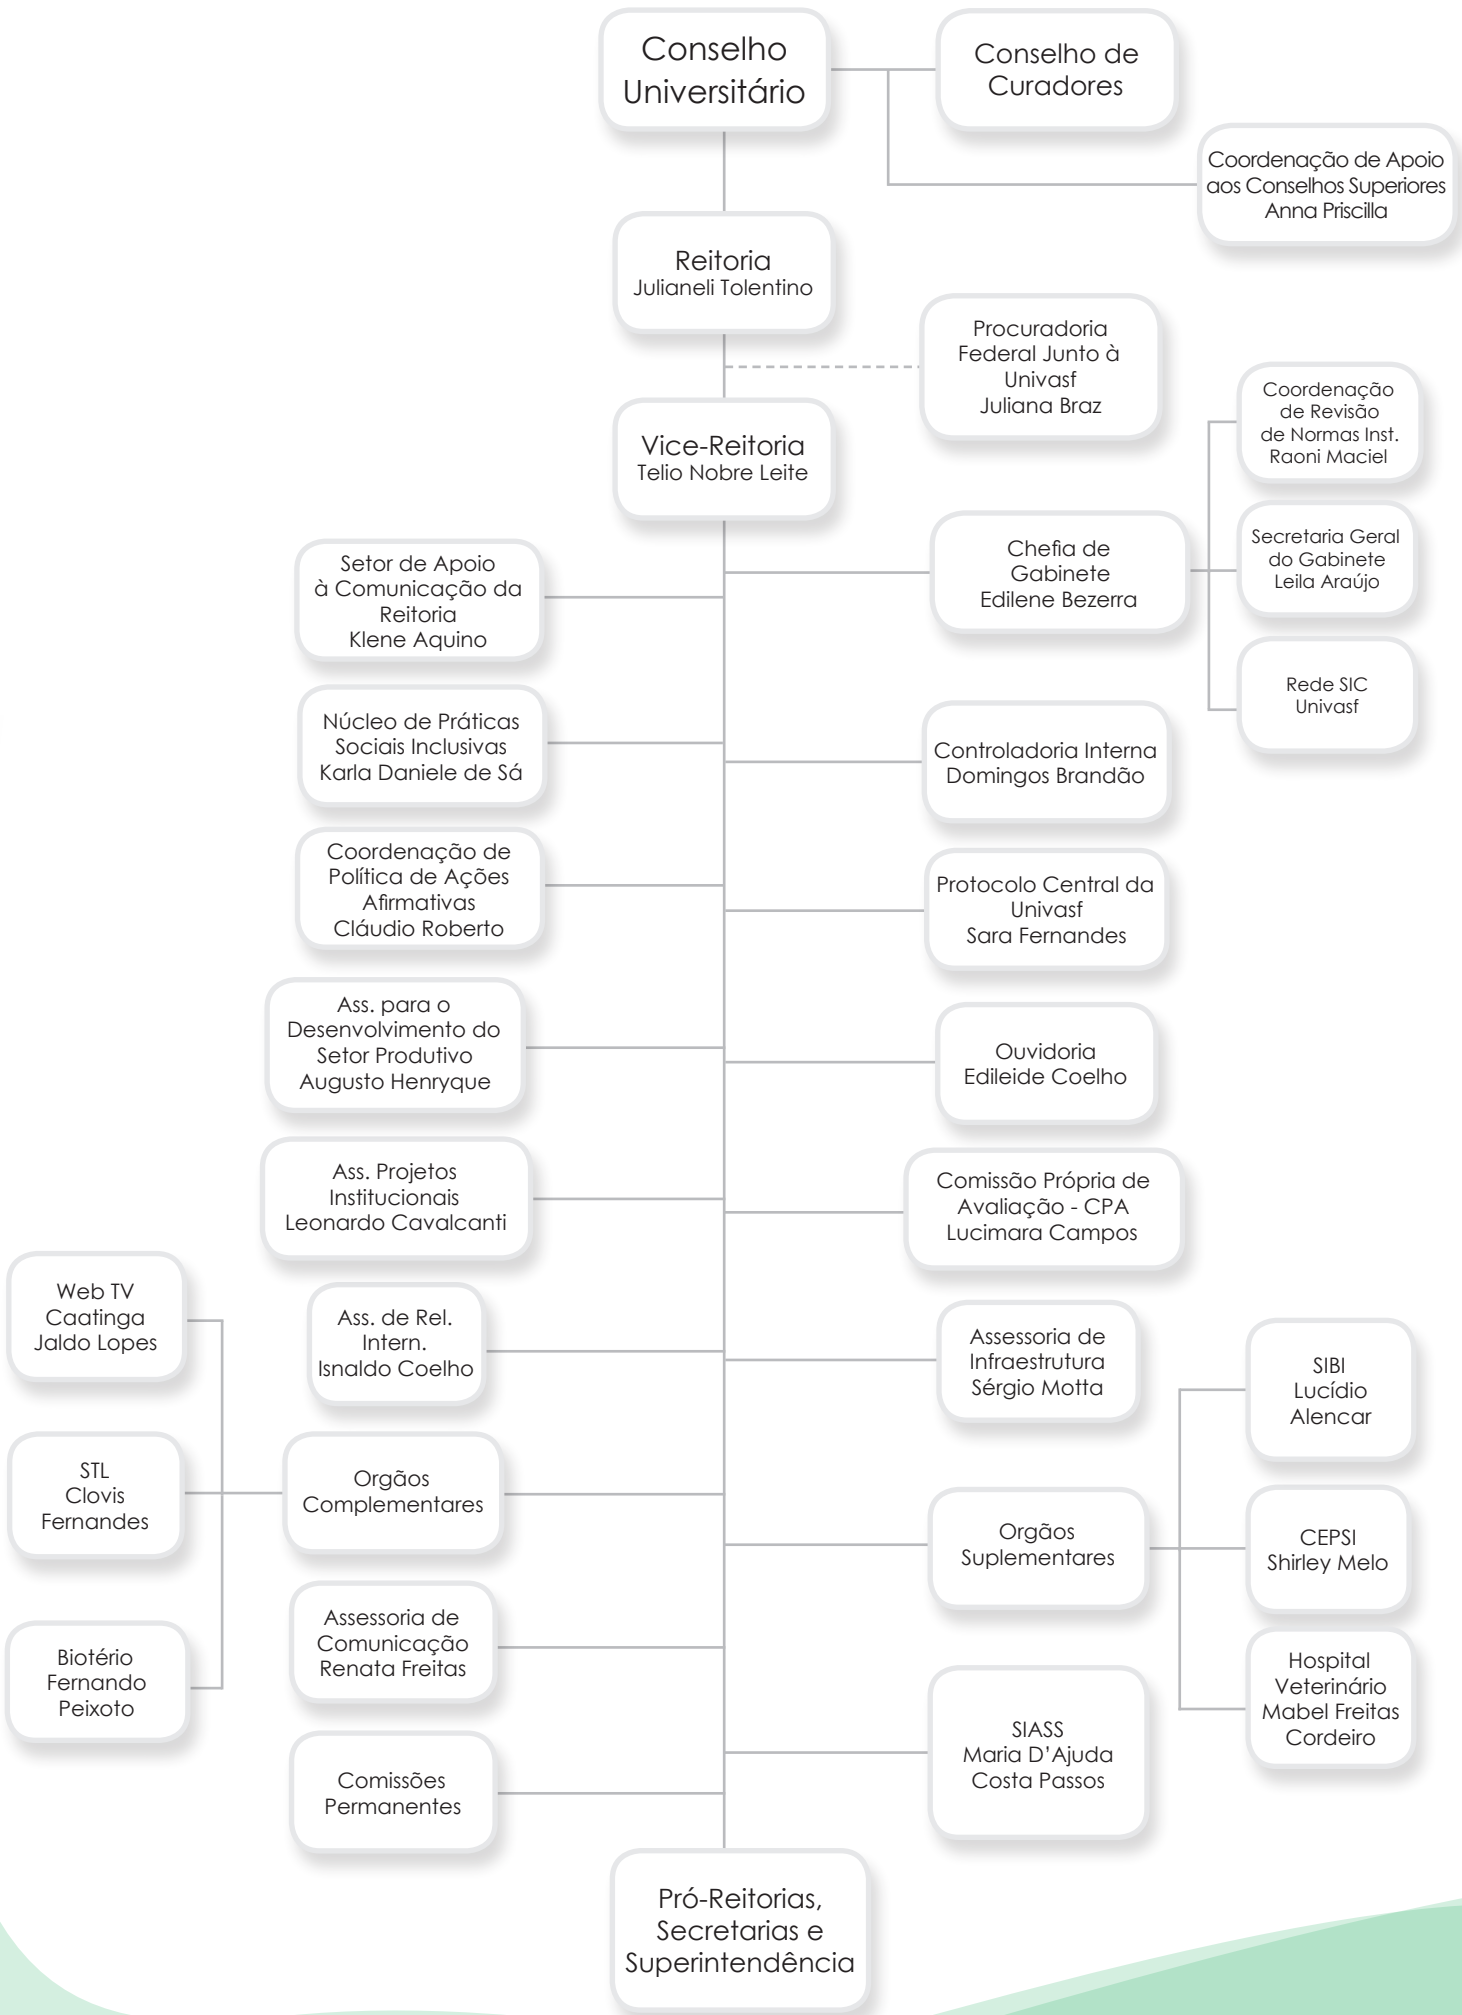 Conselho
Universitário
Conselho de
Curadores
Coordenação de Apoio
aos Conselhos Superiores
Anna Priscilla
Reitoria
Julianeli Tolentino
Procuradoria
Federal Junto à
Univasf
Juliana Braz
Vice-Reitoria
Telio Nobre Leite
Coordenação
de Revisão
de Normas Inst.
Raoni Maciel
Chefia de
Gabinete
Edilene Bezerra
Secretaria Geral
do Gabinete
Leila Araújo
Rede SIC
Univasf
Setor de Apoio
à Comunicação da
Reitoria
Klene Aquino
Núcleo de Práticas
Sociais Inclusivas
Karla Daniele de Sá
Controladoria Interna
Domingos Brandão
Coordenação de
Política de Ações
Afirmativas
Cláudio Roberto
Protocolo Central da
Univasf
Sara Fernandes
Ass. para o
Desenvolvimento do
Setor Produtivo
Augusto Henryque
Ouvidoria
Edileide Coelho
Ass. Projetos
Institucionais
Leonardo Cavalcanti
Comissão Própria de
Avaliação - CPA
Lucimara Campos
Web TV
Caatinga
Jaldo Lopes
Ass. de Rel.
Intern.
Isnaldo Coelho
Assessoria de
Infraestrutura
Sérgio Motta
SIBI
Lucídio
Alencar
STL
Clovis
Fernandes
Orgãos
Complementares
Orgãos
Suplementares
CEPSI
Shirley Melo
Biotério
Fernando
Peixoto
Assessoria de
Comunicação
Renata Freitas
Hospital
Veterinário
Mabel Freitas
Cordeiro
SIASS
Maria D’Ajuda
Costa Passos
Comissões
Permanentes
Pró-Reitorias,
Secretarias e
Superintendência